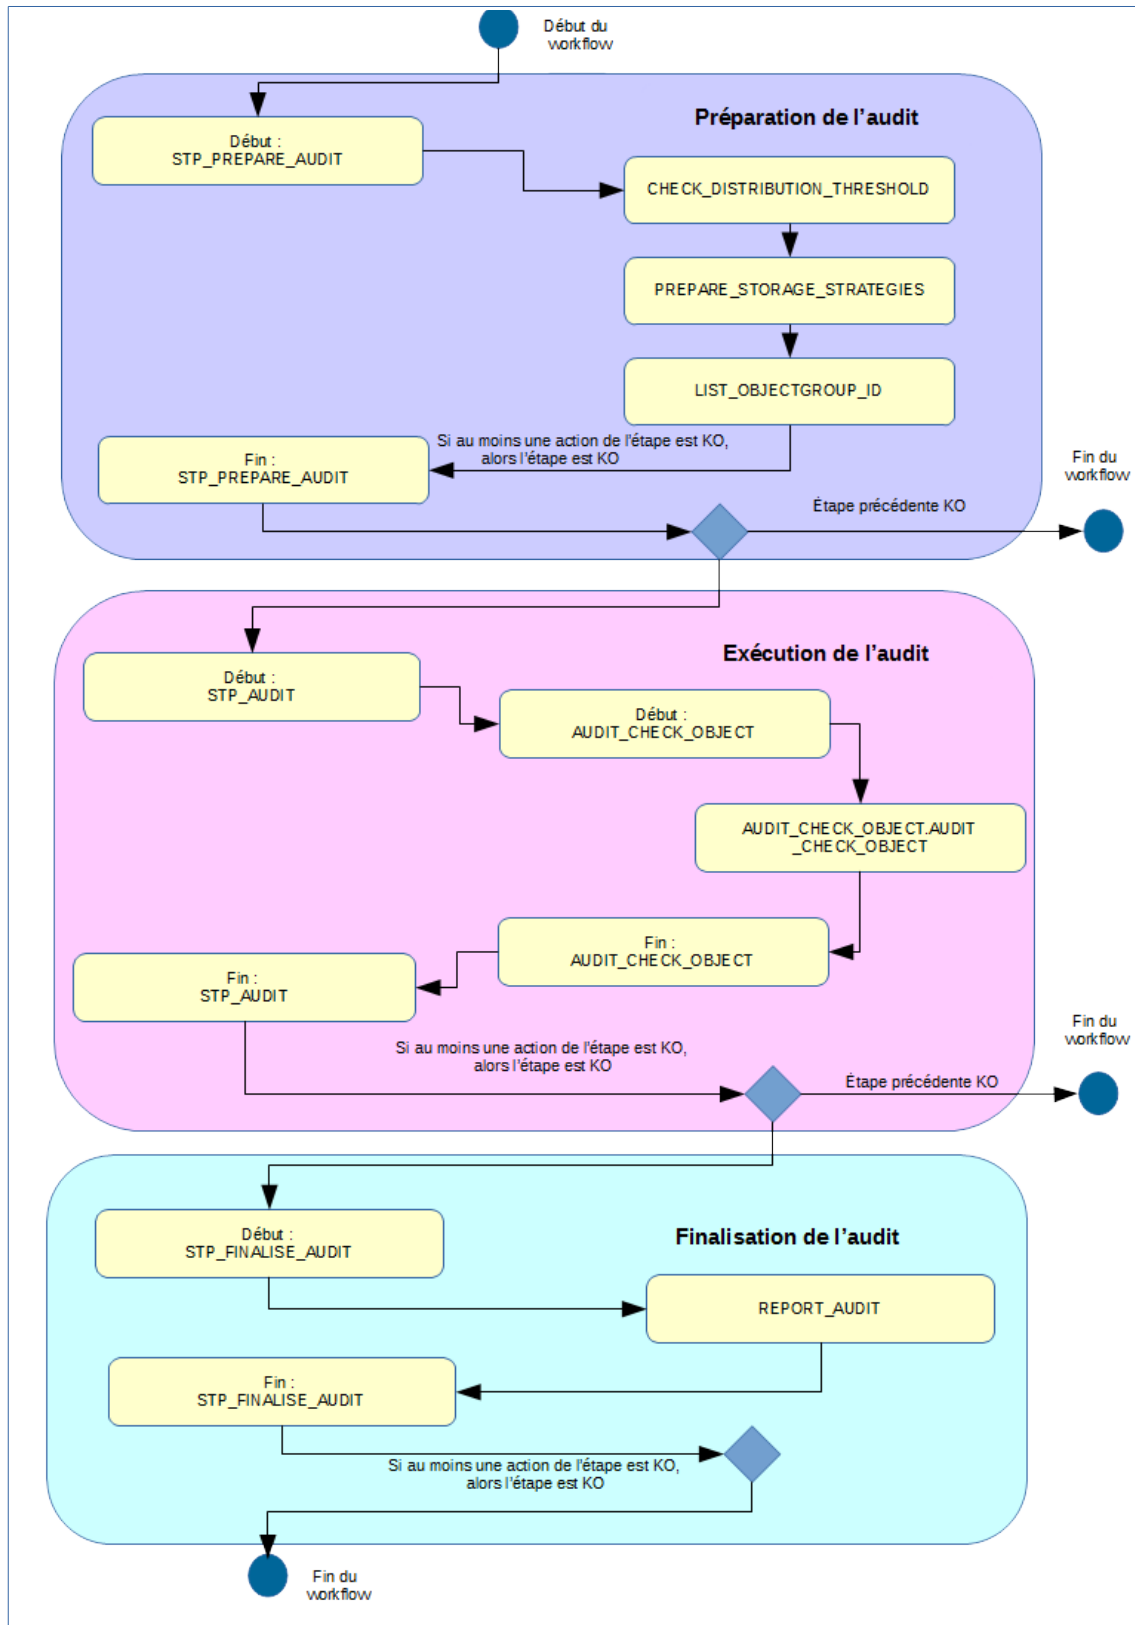 Début du
workflow
Préparation de l'audit
Début :
STP_PREPARE_AUDIT
CHECK_DISTRIBUTION_THRESHOLD
PREPARE_STORAGE_STRATEGIES
LIST_OBJECTGROUP_ID
Si au moins une action de l'étape est KO,
alors l'étape est KO
Fin :
STP_PREPARE_AUDIT
Fin du
workflow
Étape précédente KO
Exécution de l'audit
Début :
STP_AUDIT
Début :
AUDIT_CHECK_OBJECT
AUDIT_CHECK_OBJECT.AUDIT
_CHECK_OBJECT
Fin :
AUDIT_CHECK_OBJECT
Fin :
STP_AUDIT
Fin du
workflow
Si au moins une action de l'étape est KO,
alors l'étape est KO
Étape précédente KO
Début :
STP_FINALISE_AUDIT
Finalisation de l'audit
REPORT_AUDIT
Fin :
STP_FINALISE_AUDIT
Si au moins une action de l'étape est KO,
alors l'étape est KO
Fin du
workflow